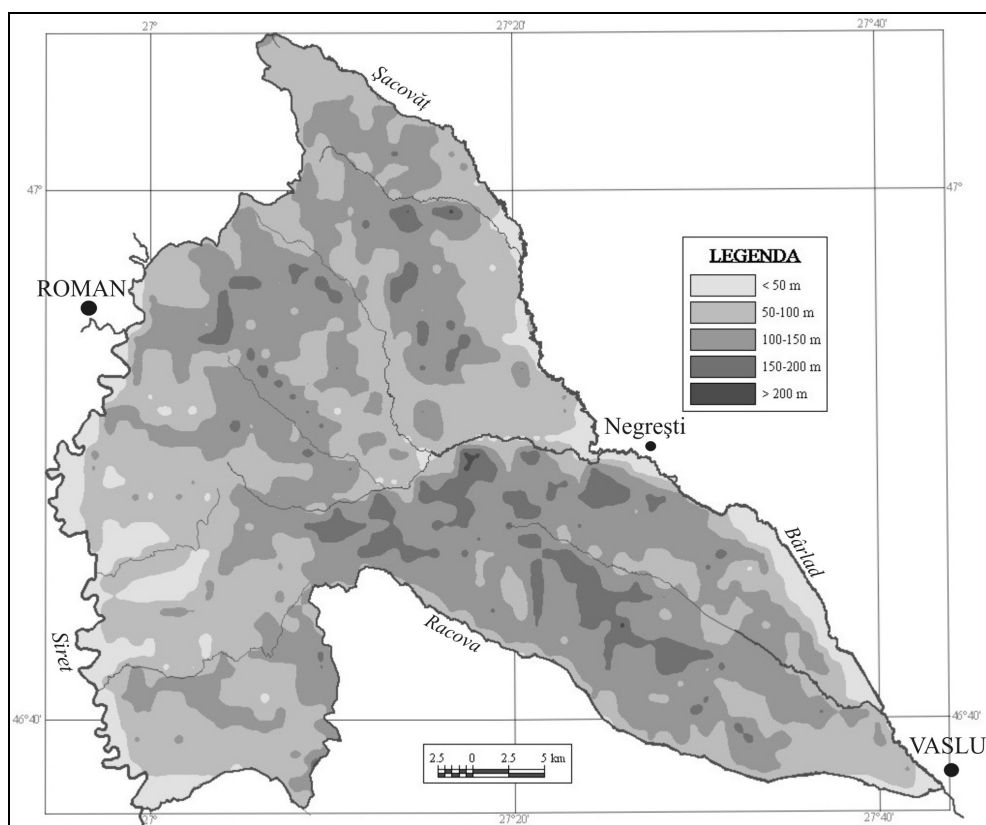 27°
27°20'
27°40'
Şacovăţ
47°
47°
ROMAN
LEGENDA
< 50 m
50-100 m
100-150 m
150-200 m
> 200 m
Negreşti
Bârlad
Racova
Siret
46°40'
46°40'
VASLU
2.5 0 2.5 5 km
27°
27°20'
27°40'